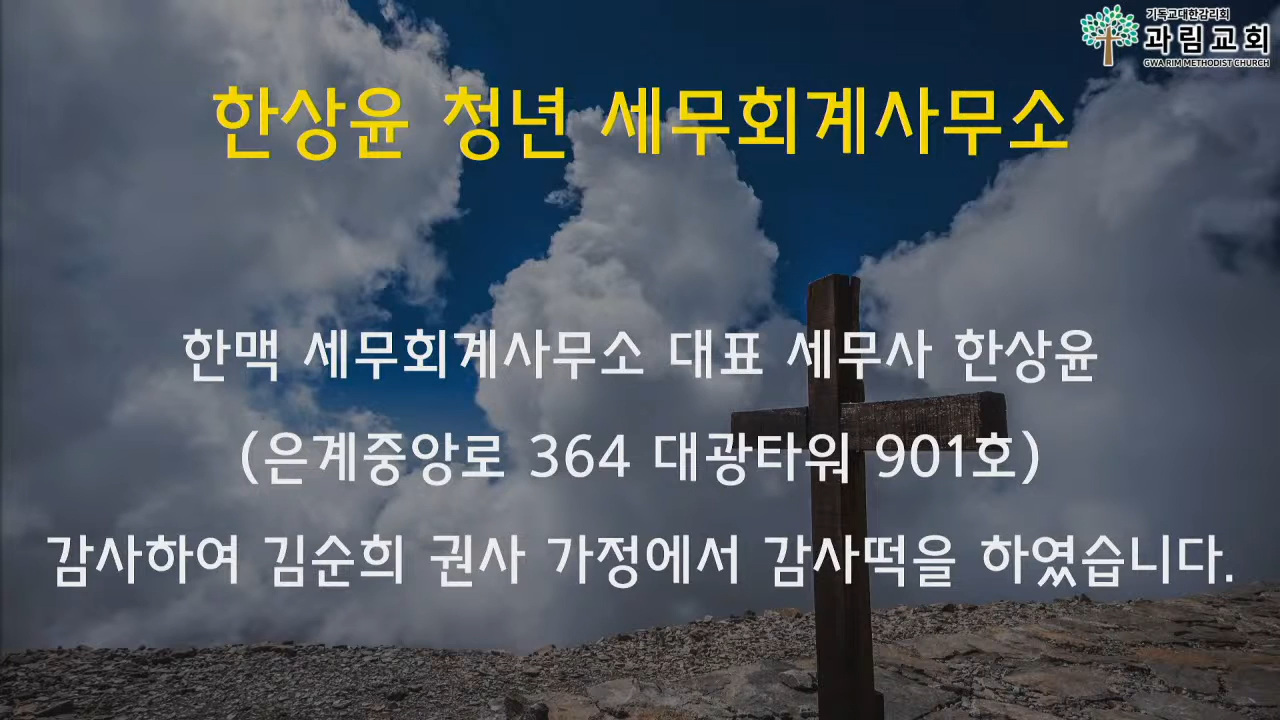 기독교대한감리회
과림교회
GWA RIM METHODIST CHURCH
한상윤 청년 세무회계사무소
한맥 세무회계사무소 대표 세무사 한상윤
(은계중앙로 364 대광타워 901호)
감사하여 김순희 권사 가정에서 감사떡을 하였습니다.